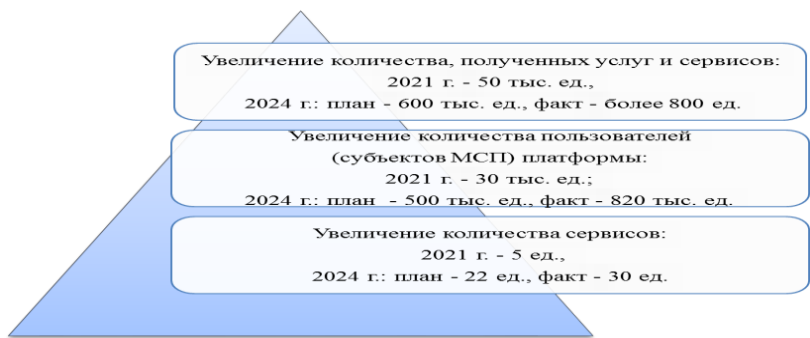 Увеличение количества, полученных услуг и сервисов:
2021 г. - 50 тыс. ед.,
2024 г.: план - 600 тыс. ед., факт - более 800 ед.
Увеличение количества пользователей
(субъектов МСП) платформы:
2021 г. - 30 тыс. ед.;
2024 г.: план - 500 тыс. ед., факт - 820 тыс. ед.
Увеличение количества сервисов:
2021 г. - 5 ед.,
2024 г.: план - 22 ед., факт - 30 ед.